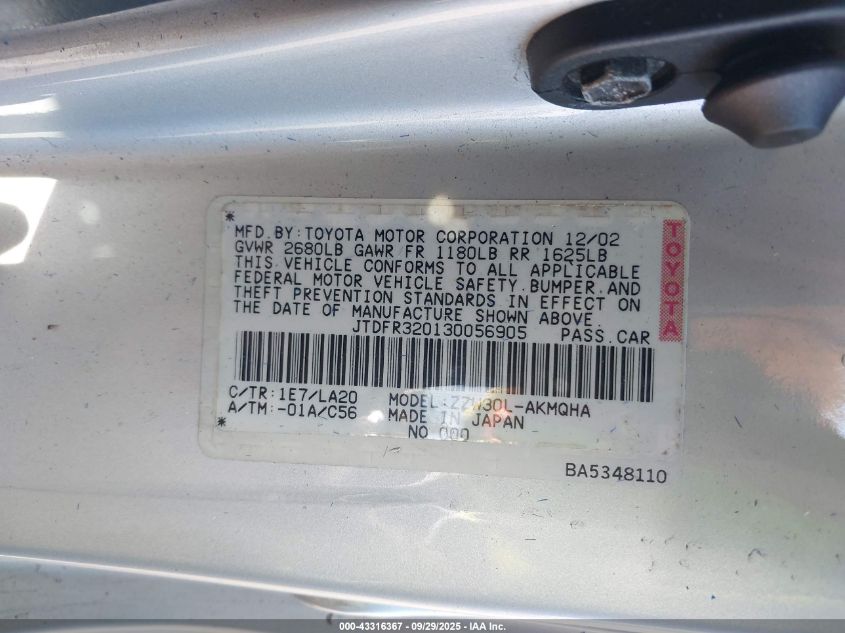 MFD.BY:TOYOTA MOTOR CORPORATION 12/02
GVWR 2680LB GAWR FR 1180LB RR 1625LB
THIS VEHICLE CONFORMS TO ALL APPLICABLE
FEDERAL MOTOR VEHICLE SAFETY.BUMPER.AND
THEFT PREVENTION STANDARDS IN EFFECT ON
THE DATE OF MANUFACTURE SHOWN ABOVE.
JTDFR320130056905 PASS.CAR
TOYOTA
C/TR:1E7/LA20 MODEL:ZZW30L-AKMQHA
A/TM:-01A/C56 MADE IN JAPAN
NO 000
BA5348110
000-43316367 - 09/29/2025 - IAA Inc.